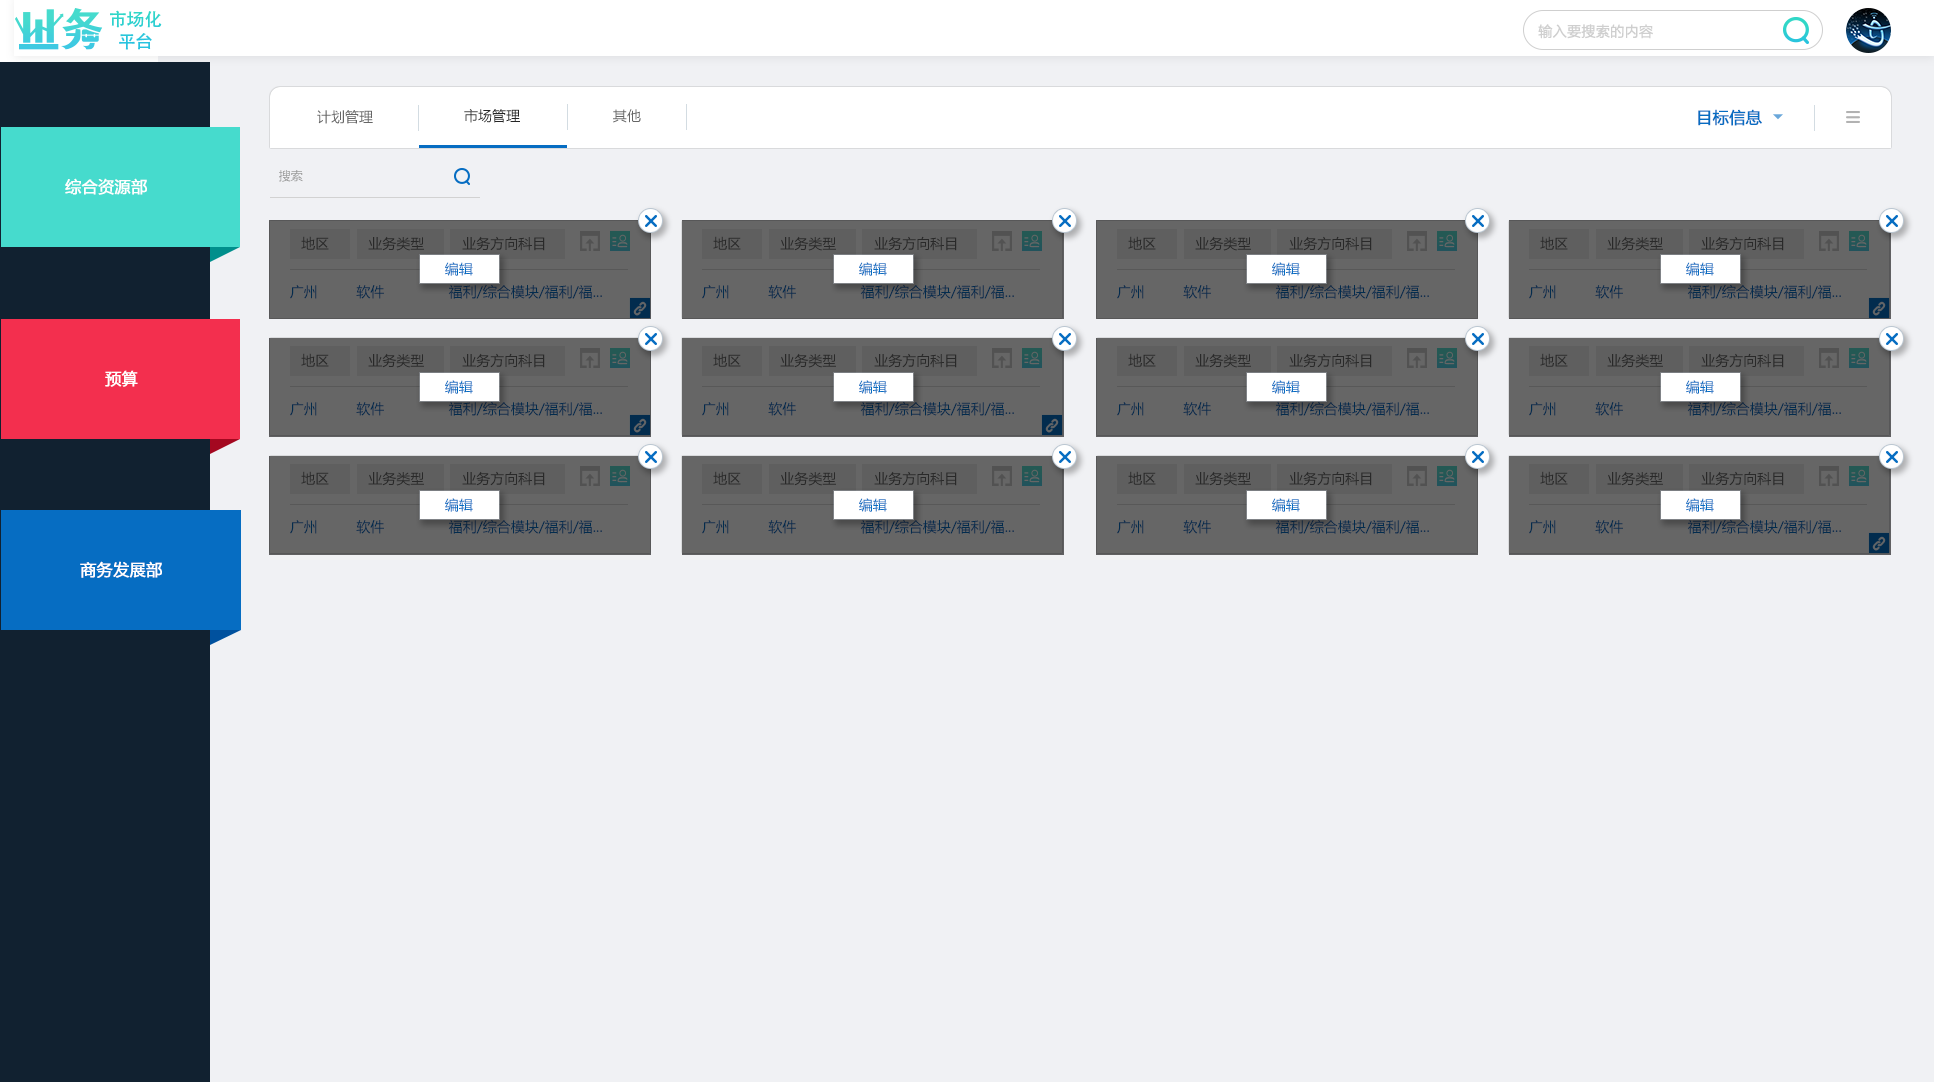 业务 市场化
平台
输入要搜索的内容
综合资源部
预算
商务发展部
计划管理 市场管理 其他 目标信息
搜索
地区 业务类型 业务方向科目 地区 业务类型 业务方向科目 地区 业务类型 业务方向科目 地区 业务类型 业务方向科目
编辑 编辑 编辑 编辑
广州 软件 福利/综合模块/福利/福... 广州 软件 福利/综合模块/福利/福... 广州 软件 福利/综合模块/福利/福... 广州 软件 福利/综合模块/福利/福...
地区 业务类型 业务方向科目 地区 业务类型 业务方向科目 地区 业务类型 业务方向科目 地区 业务类型 业务方向科目
编辑 编辑 编辑 编辑
广州 软件 福利/综合模块/福利/福... 广州 软件 福利/综合模块/福利/福... 广州 软件 福利/综合模块/福利/福... 广州 软件 福利/综合模块/福利/福...
地区 业务类型 业务方向科目 地区 业务类型 业务方向科目 地区 业务类型 业务方向科目 地区 业务类型 业务方向科目
编辑 编辑 编辑 编辑
广州 软件 福利/综合模块/福利/福... 广州 软件 福利/综合模块/福利/福... 广州 软件 福利/综合模块/福利/福... 广州 软件 福利/综合模块/福利/福...